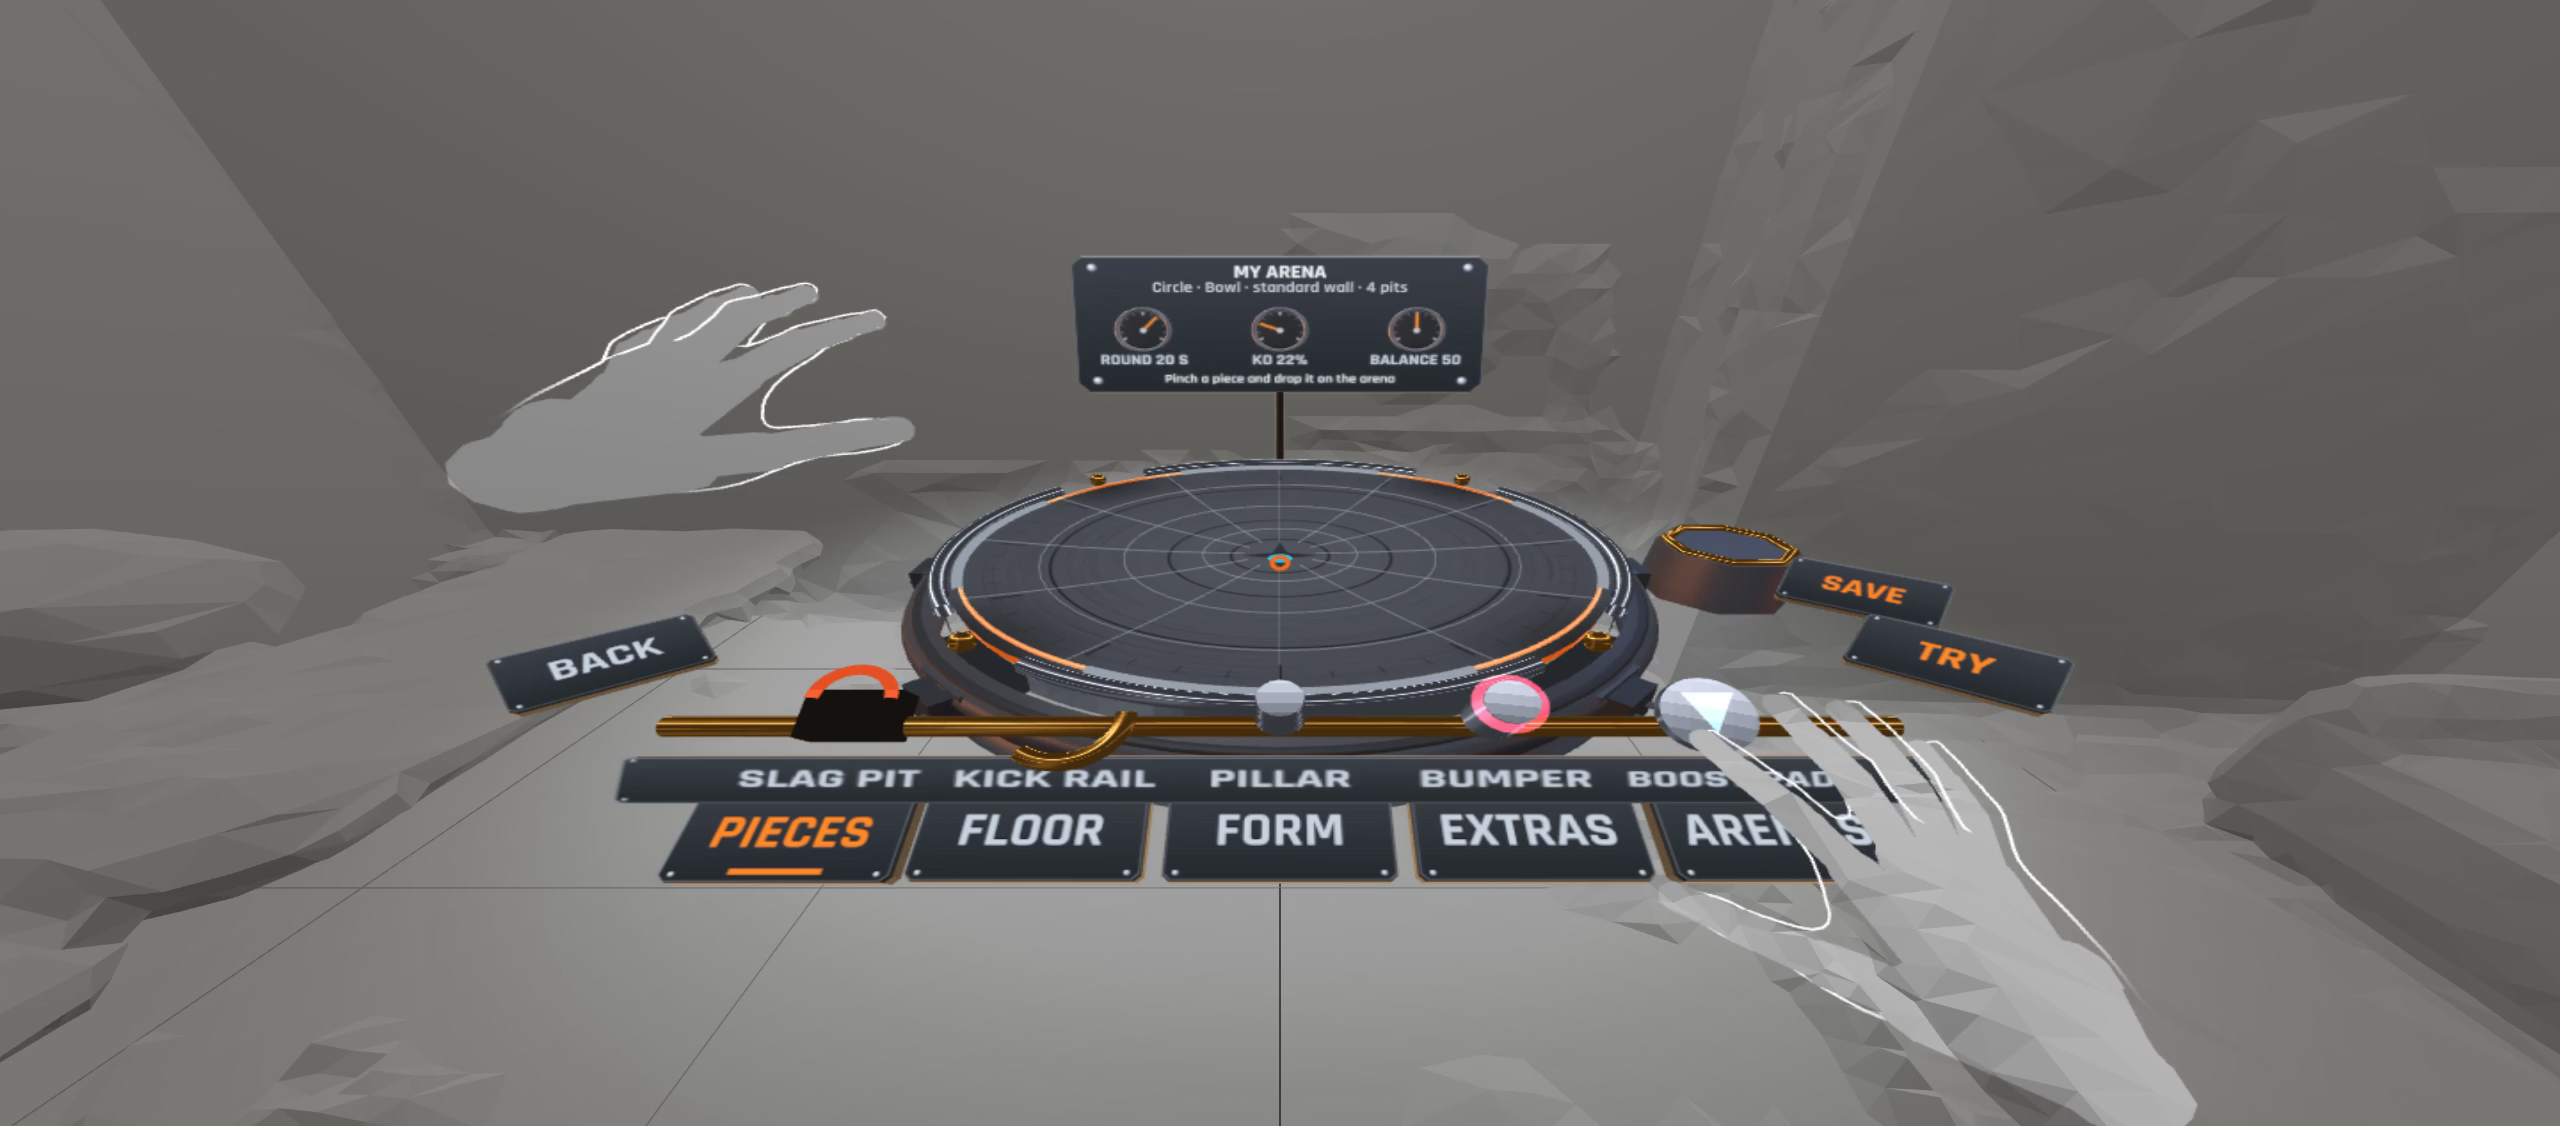 MY ARENA
Circle · Bowl · standard wall · 4 pits
ROUND 20 S KO 22% BALANCE 50
Pinch a piece and drop it on the arena
SAVE
TRY
BACK
SLAG PIT KICK RAIL PILLAR BUMPER
PIECES FLOOR FORM EXTRAS